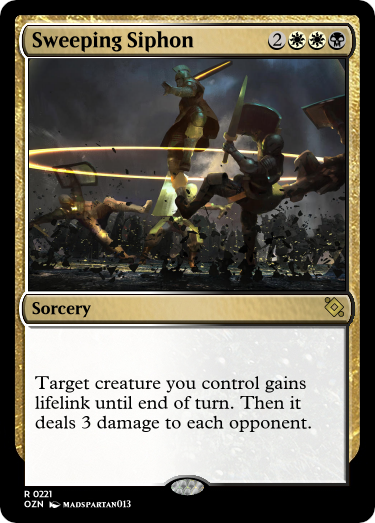 Sweeping Siphon 2
Sorcery
Target creature you control gains
lifelink until end of turn. Then it
deals 3 damage to each opponent.
R 0221
OZN MADSPARTAN013